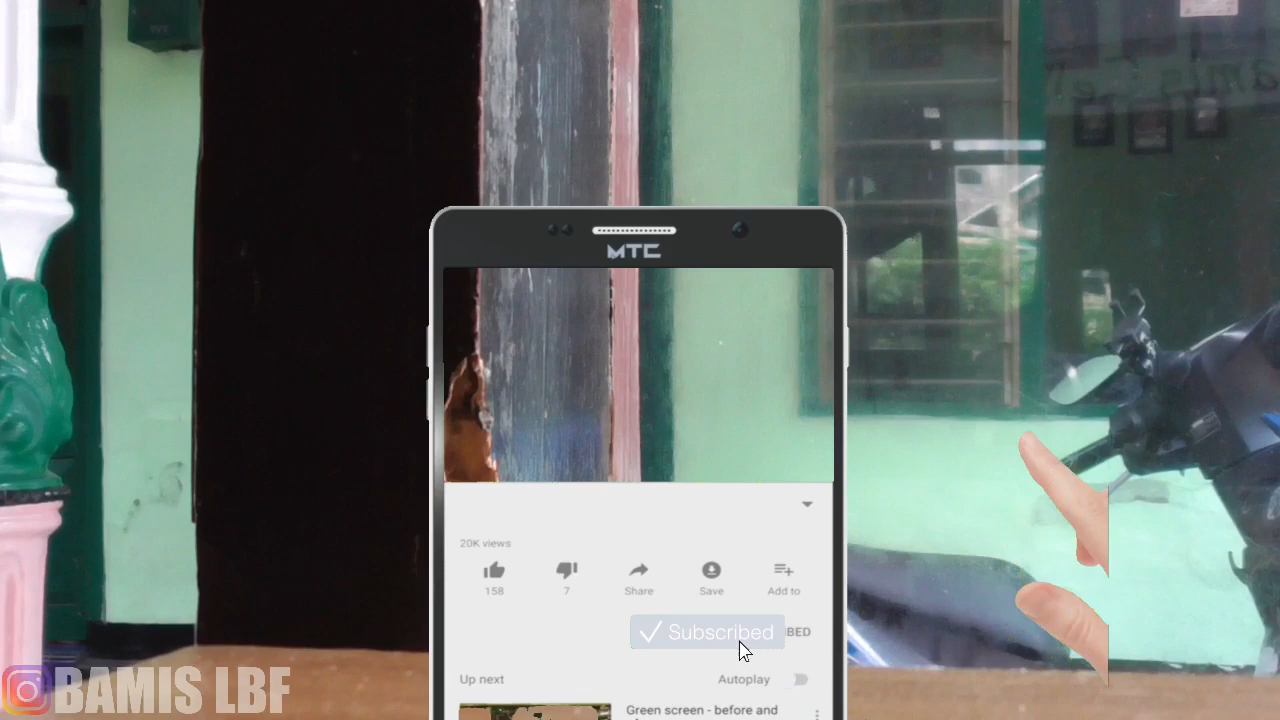 MTC
20K views
158
7
Share
Save
Add to
Subscribed
IBED
Up next
Autoplay
Green screen - before and
BAMIS LBF